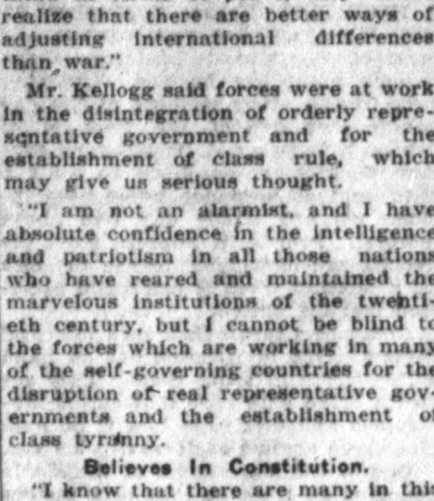 realize that there are better ways of
adjusting international differences
than war."
Mr. Kellogg said forces were at work
in the disintegration of orderly repre-
sentative government and for the
establishment of class rule, which
may give us serious thought.
"I am not an alarmist, and I have
absolute confidence in the intelligence
and patriotism in all those nations
who have reared and maintained the
marvelous institutions of the twenti-
eth century, but I cannot be blind to
the forces which are working in many
of the self-governing countries for the
disruption of real representative gov-
ernments and the establishment of
class tyranny.
Believes In Constitution.
"I know that there are many in this